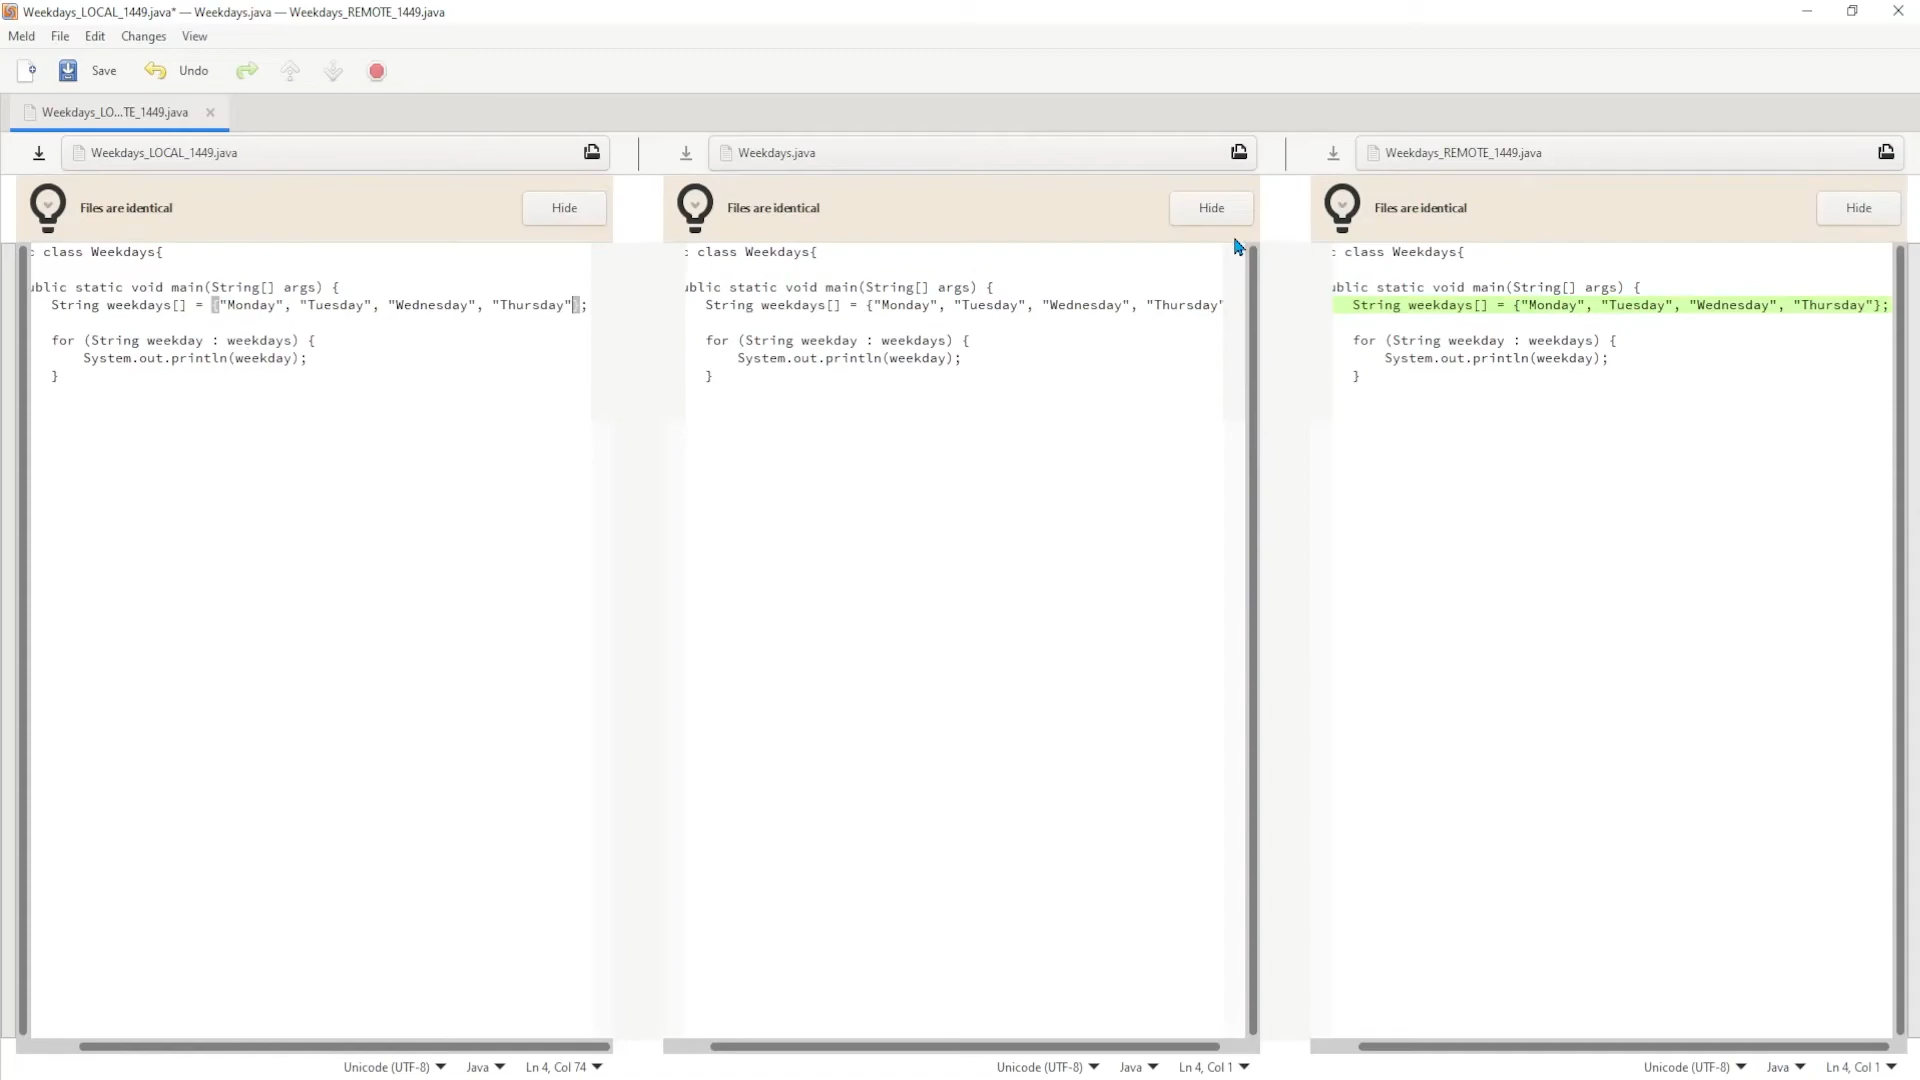 Weekdays_LOCAL_1449.java* — Weekdays.java — Weekdays_REMOTE_1449.java
Meld File Edit Changes View
Save Undo
Weekdays_LO...TE_1449.java
Weekdays_LOCAL_1449.java
Files are identical Hide
c class Weekdays{
ublic static void main(String[] args) {
String weekdays[] = {"Monday", "Tuesday", "Wednesday", "Thursday"};
for (String weekday : weekdays) {
System.out.println(weekday);
}
Unicode (UTF-8) Java Ln 4, Col 74
Weekdays.java
Files are identical Hide
c class Weekdays{
ublic static void main(String[] args) {
String weekdays[] = {"Monday", "Tuesday", "Wednesday", "Thursday"
for (String weekday : weekdays) {
System.out.println(weekday);
}
Unicode (UTF-8) Java Ln 4, Col 1
Weekdays_REMOTE_1449.java
Files are identical Hide
c class Weekdays{
ublic static void main(String[] args) {
String weekdays[] = {"Monday", "Tuesday", "Wednesday", "Thursday"};
for (String weekday : weekdays) {
System.out.println(weekday);
}
Unicode (UTF-8) Java Ln 4, Col 1